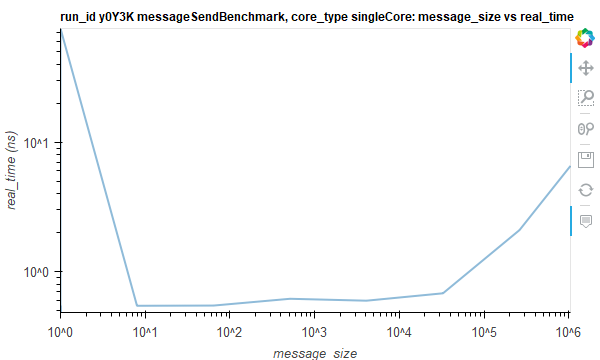 run_id y0Y3K messageSendBenchmark, core_type singleCore: message_size vs real_time
real_time (ns)
10^1
10^0
10^0 10^1 10^2 10^3 10^4 10^5 10^6
message_size